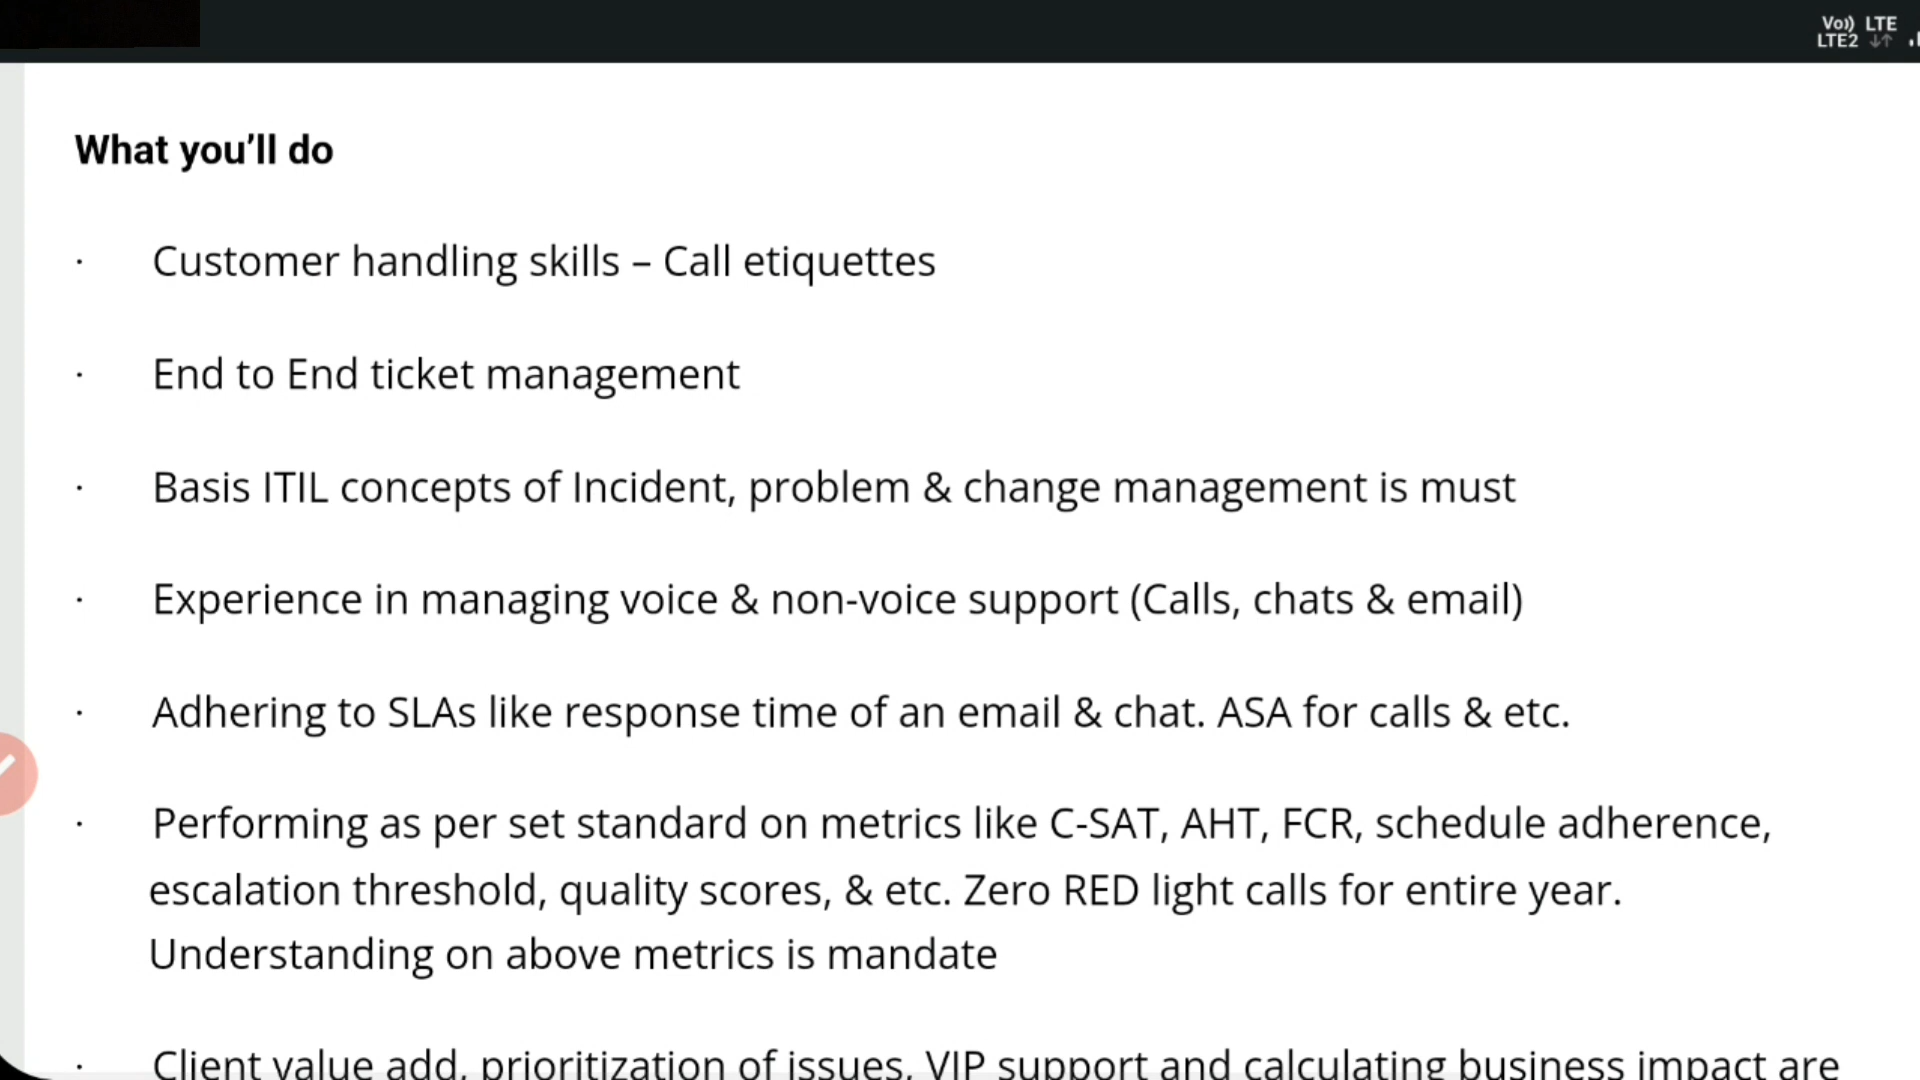 Vo)) LTE
LTE2 ↓↑
What you’ll do
· Customer handling skills – Call etiquettes
· End to End ticket management
· Basis ITIL concepts of Incident, problem & change management is must
· Experience in managing voice & non-voice support (Calls, chats & email)
· Adhering to SLAs like response time of an email & chat. ASA for calls & etc.
· Performing as per set standard on metrics like C-SAT, AHT, FCR, schedule adherence,
escalation threshold, quality scores, & etc. Zero RED light calls for entire year.
Understanding on above metrics is mandate
· Client value add, prioritization of issues, VIP support and calculating business impact are